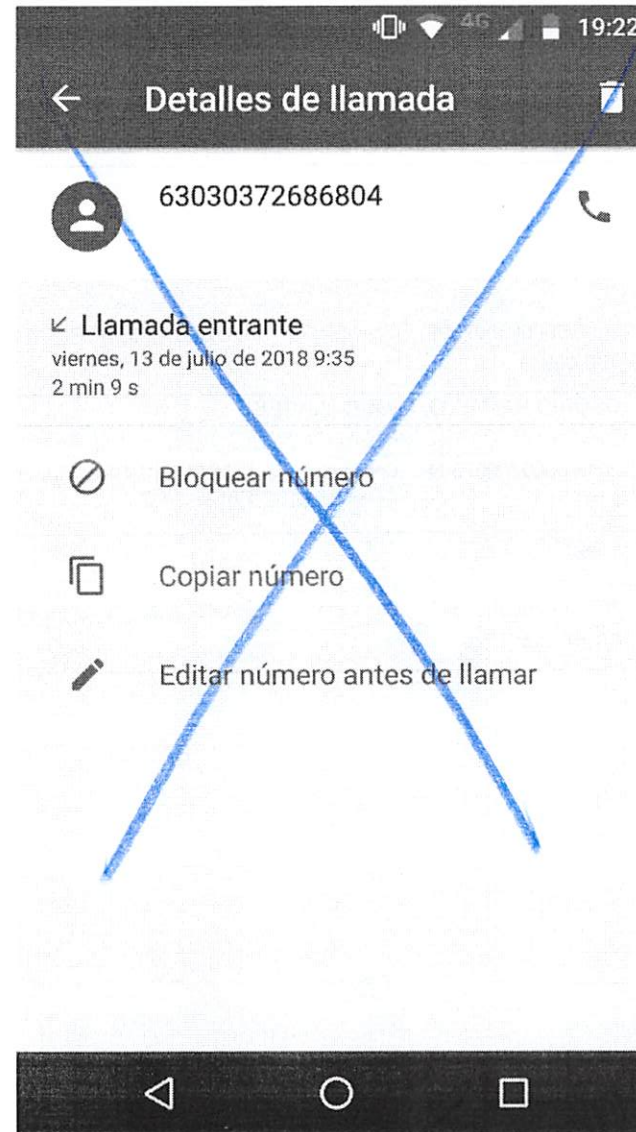 4G 19:22
Detalles de llamada
63030372686804
Llamada entrante
viernes, 13 de julio de 2018 9:35
2 min 9 s
Bloquear número
Copiar número
Editar número antes de llamar